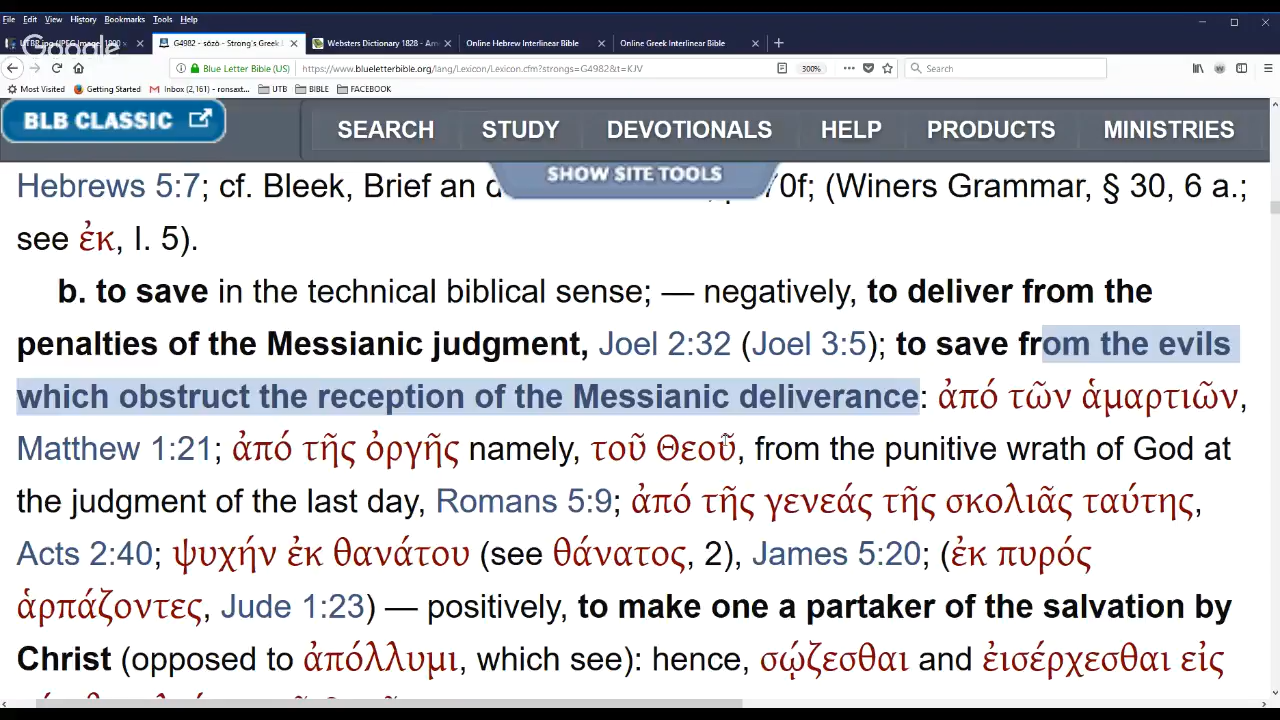 File Edit View History Bookmarks Tools Help
Google
G4982 - sōzō - Strong's Greek L
Websters Dictionary 1828 - Am
Online Hebrew Interlinear Bible
Online Greek Interlinear Bible
Blue Letter Bible (US) https://www.blueletterbible.org/lang/Lexicon/Lexicon.cfm?strongs=G4982&t=KJV 300% Search
Most Visited Getting Started Inbox (2,161) - ronsaxt... UTB BIBLE FACEBOOK
BLB CLASSIC SEARCH STUDY DEVOTIONALS HELP PRODUCTS MINISTRIES
SHOW SITE TOOLS
Hebrews 5:7; cf. Bleek, Brief an d 70f; (Winers Grammar, § 30, 6 a.;
see ἐκ, I. 5).
b. to save in the technical biblical sense; — negatively, to deliver from the
penalties of the Messianic judgment, Joel 2:32 (Joel 3:5); to save from the evils
which obstruct the reception of the Messianic deliverance: ἀπό τῶν ἁμαρτιῶν,
Matthew 1:21; ἀπό τῆς ὀργῆς namely, τοῦ Θεοῦ, from the punitive wrath of God at
the judgment of the last day, Romans 5:9; ἀπό τῆς γενεάς τῆς σκολιᾶς ταύτης,
Acts 2:40; ψυχήν ἐκ θανάτου (see θάνατος, 2), James 5:20; (ἐκ πυρός
ἁρπάζοντες, Jude 1:23) — positively, to make one a partaker of the salvation by
Christ (opposed to ἀπόλλυμι, which see): hence, σῴζεσθαι and ἐισέρχεσθαι εἰς